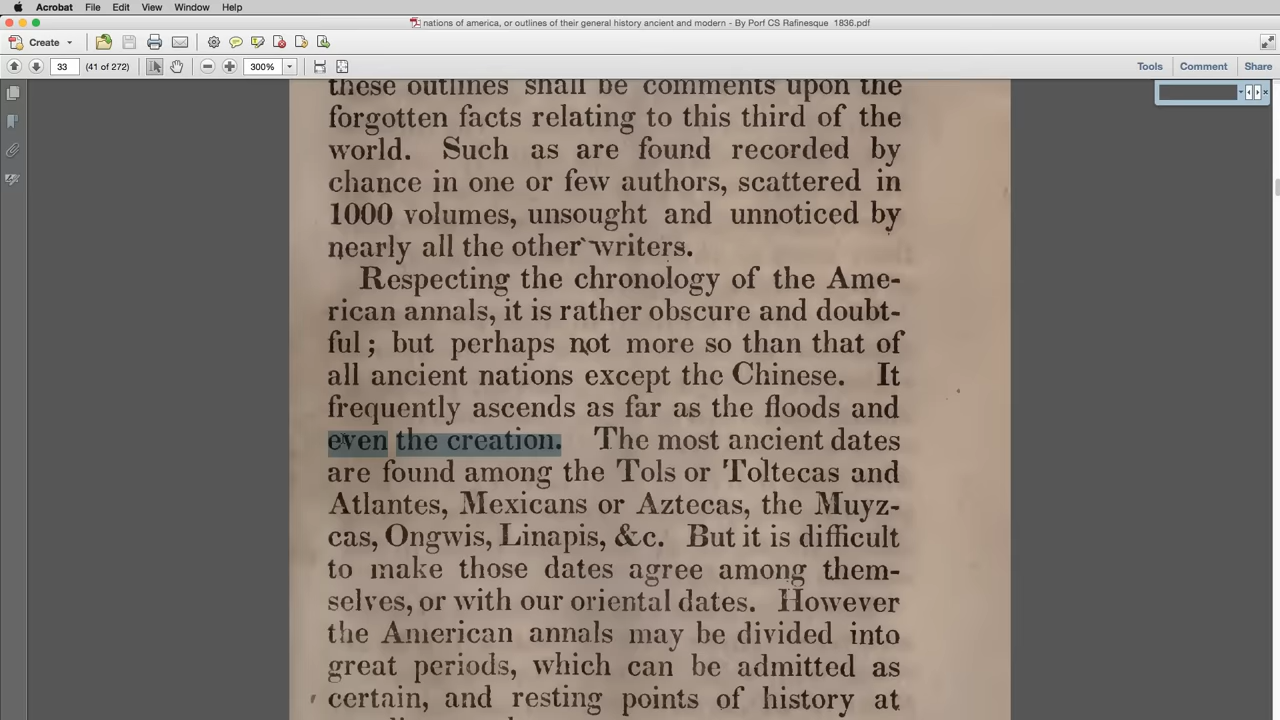 Acrobat File Edit View Window Help
nations of america, or outlines of their general history ancient and modern - By Porf CS Rafinesque 1836.pdf
Create
33 (41 of 272) 300% Tools Comment Share
these outlines shall be comments upon the
forgotten facts relating to this third of the
world. Such as are found recorded by
chance in one or few authors, scattered in
1000 volumes, unsought and unnoticed by
nearly all the other writers.
Respecting the chronology of the Ame-
rican annals, it is rather obscure and doubt-
ful; but perhaps not more so than that of
all ancient nations except the Chinese. It
frequently ascends as far as the floods and
even the creation. The most ancient dates
are found among the Tols or Toltecas and
Atlantes, Mexicans or Aztecas, the Muyz-
cas, Ongwis, Linapis, &c. But it is difficult
to make those dates agree among them-
selves, or with our oriental dates. However
the American annals may be divided into
great periods, which can be admitted as
certain, and resting points of history at